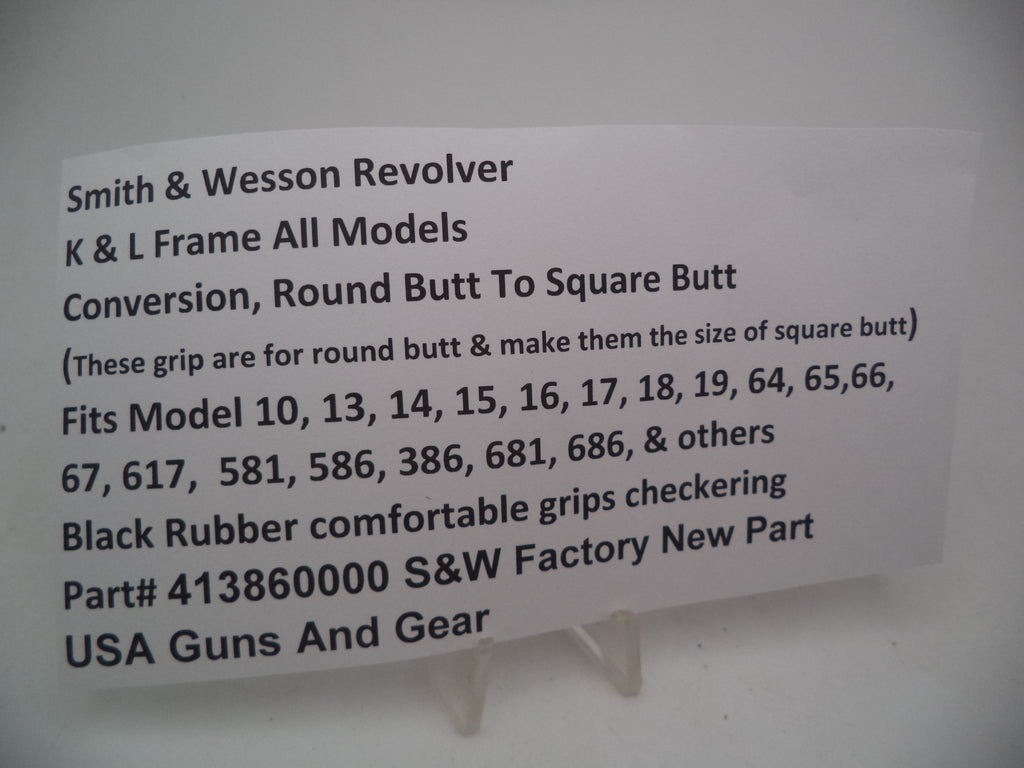 Smith & Wesson Revolver
K & L Frame All Models
Conversion, Round Butt To Square Butt
(These grip are for round butt & make them the size of square butt)
Fits Model 10, 13, 14, 15, 16, 17, 18, 19, 64, 65,66,
67, 617, 581, 586, 386, 681, 686, & others
Black Rubber comfortable grips checkering
Part# 413860000 S&W Factory New Part
USA Guns And Gear